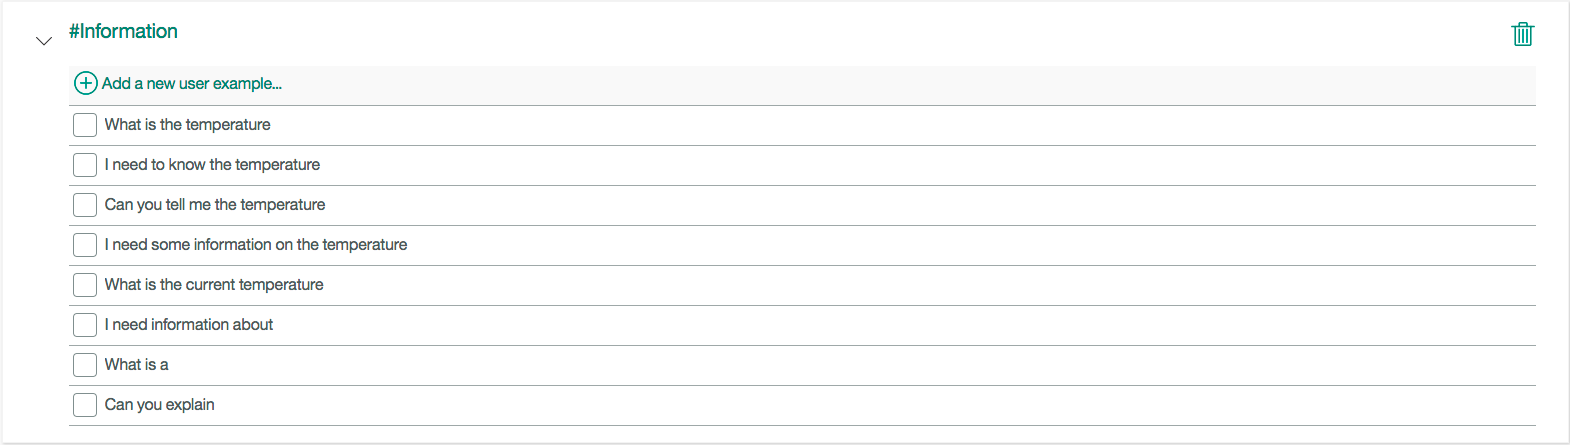 #Information
Add a new user example...
What is the temperature
I need to know the temperature
Can you tell me the temperature
I need some information on the temperature
What is the current temperature
I need information about
What is a
Can you explain